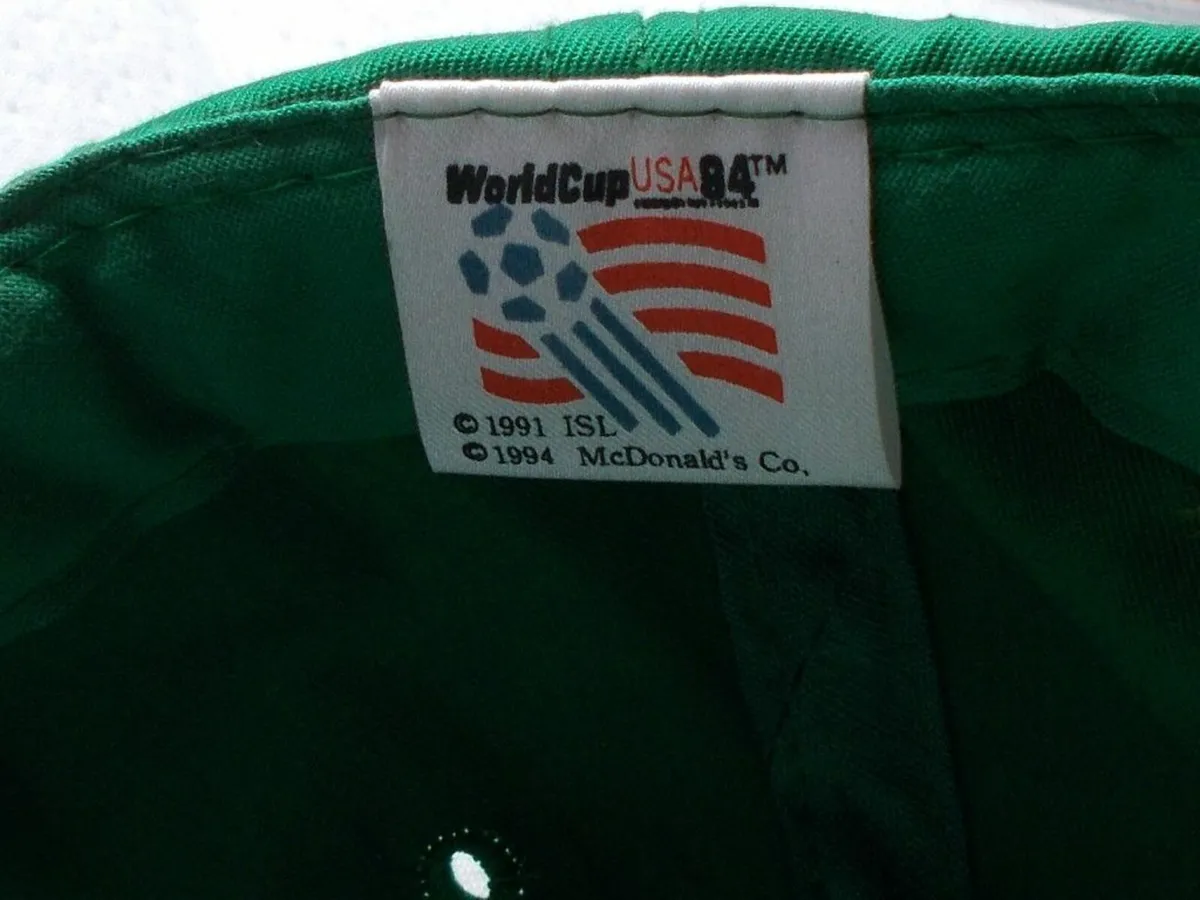 WorldCupUSA94™
© 1991 ISL
© 1994 McDonald's Co.